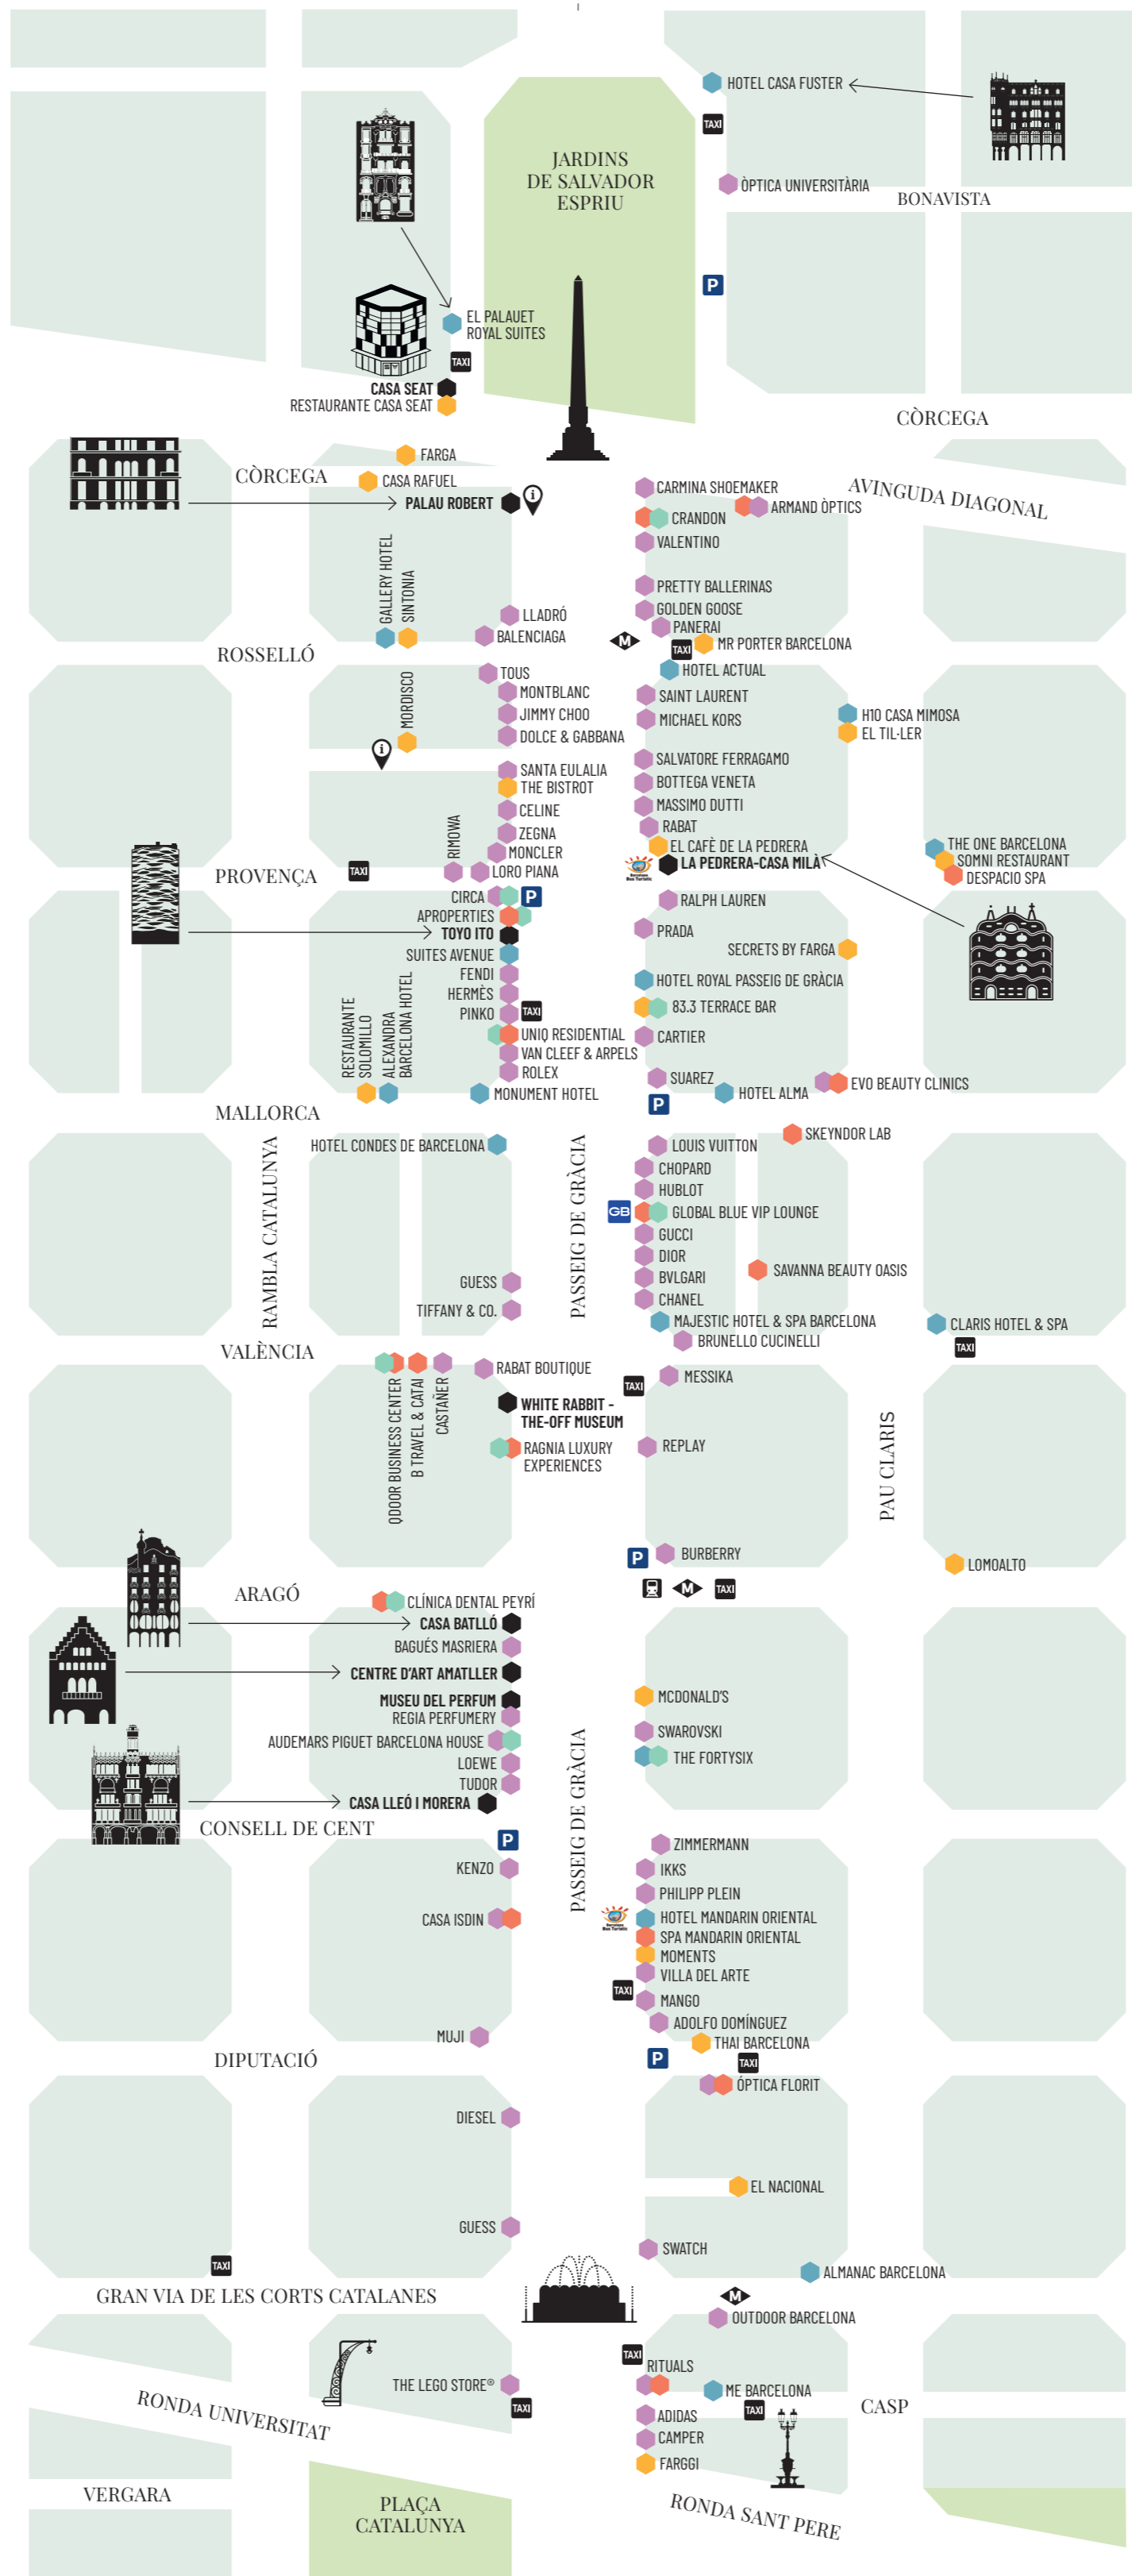 HOTEL CASA FUSTER
TAXI
JARDINS
DE SALVADOR
ESPRIU
ÒPTICA UNIVERSITÀRIA
BONAVISTA
P
EL PALAUET
ROYAL SUITES
TAXI
CASA SEAT
RESTAURANTE CASA SEAT
CÒRCEGA
FARGA
CÒRCEGA
CASA RAFUEL
PALAU ROBERT
i
CARMINA SHOEMAKER
AVINGUDA DIAGONAL
ARMAND ÒPTICS
CRANDON
VALENTINO
GALLERY HOTEL
SINTONIA
PRETTY BALLERINAS
GOLDEN GOOSE
LLADRÓ
PANERAI
BALENCIAGA
M
TAXI
MR PORTER BARCELONA
ROSSELLÓ
HOTEL ACTUAL
TOUS
MONTBLANC
SAINT LAURENT
JIMMY CHOO
MICHAEL KORS
H10 CASA MIMOSA
EL TIL·LER
MORDISCO
DOLCE & GABBANA
i
SALVATORE FERRAGAMO
SANTA EULALIA
BOTTEGA VENETA
THE BISTROT
MASSIMO DUTTI
CELINE
RABAT
ZEGNA
RIMOWA
EL CAFÈ DE LA PEDRERA
THE ONE BARCELONA
MONCLER
LA PEDRERA-CASA MILÀ
SOMNI RESTAURANT
Barcelona
Bus Turístic
LORO PIANA
DESPACIO SPA
PROVENÇA
TAXI
CIRCA
P
RALPH LAUREN
APROPERTIES
TOYO ITO
PRADA
SUITES AVENUE
SECRETS BY FARGA
FENDI
HOTEL ROYAL PASSEIG DE GRÀCIA
HERMÈS
83.3 TERRACE BAR
PINKO
TAXI
UNIQ RESIDENTIAL
CARTIER
VAN CLEEF & ARPELS
RESTAURANTE
SOLOMILLO
ALEXANDRA
BARCELONA HOTEL
ROLEX
SUAREZ
EVO BEAUTY CLINICS
MONUMENT HOTEL
HOTEL ALMA
P
MALLORCA
SKEYNDOR LAB
HOTEL CONDES DE BARCELONA
LOUIS VUITTON
RAMBLA CATALUNYA
PASSEIG DE GRÀCIA
CHOPARD
HUBLOT
GB
GLOBAL BLUE VIP LOUNGE
GUCCI
DIOR
SAVANNA BEAUTY OASIS
GUESS
BVLGARI
CHANEL
TIFFANY & CO.
MAJESTIC HOTEL & SPA BARCELONA
CLARIS HOTEL & SPA
BRUNELLO CUCINELLI
TAXI
VALÈNCIA
RABAT BOUTIQUE
MESSIKA
TAXI
QDOOR BUSINESS CENTER
B TRAVEL & CATAI
CASTAÑER
WHITE RABBIT -
THE-OFF MUSEUM
RAGNIA LUXURY
EXPERIENCES
REPLAY
PAU CLARIS
P
BURBERRY
LOMOALTO
M
TAXI
ARAGÓ
CLÍNICA DENTAL PEYRÍ
CASA BATLLÓ
BAGUÉS MASRIERA
CENTRE D'ART AMATLLER
MUSEU DEL PERFUM
MCDONALD'S
REGIA PERFUMERY
SWAROVSKI
AUDEMARS PIGUET BARCELONA HOUSE
THE FORTYSIX
LOEWE
TUDOR
CASA LLEÓ I MORERA
CONSELL DE CENT
PASSEIG DE GRÀCIA
P
ZIMMERMANN
KENZO
IKKS
PHILIPP PLEIN
CASA ISDIN
Barcelona
Bus Turístic
HOTEL MANDARIN ORIENTAL
SPA MANDARIN ORIENTAL
MOMENTS
VILLA DEL ARTE
TAXI
MANGO
ADOLFO DOMÍNGUEZ
MUJI
THAI BARCELONA
DIPUTACIÓ
P
TAXI
ÓPTICA FLORIT
DIESEL
EL NACIONAL
GUESS
SWATCH
TAXI
ALMANAC BARCELONA
GRAN VIA DE LES CORTS CATALANES
M
OUTDOOR BARCELONA
TAXI
RITUALS
THE LEGO STORE®
ME BARCELONA
RONDA UNIVERSITAT
TAXI
TAXI
CASP
ADIDAS
CAMPER
FARGGI
VERGARA
PLAÇA
CATALUNYA
RONDA SANT PERE